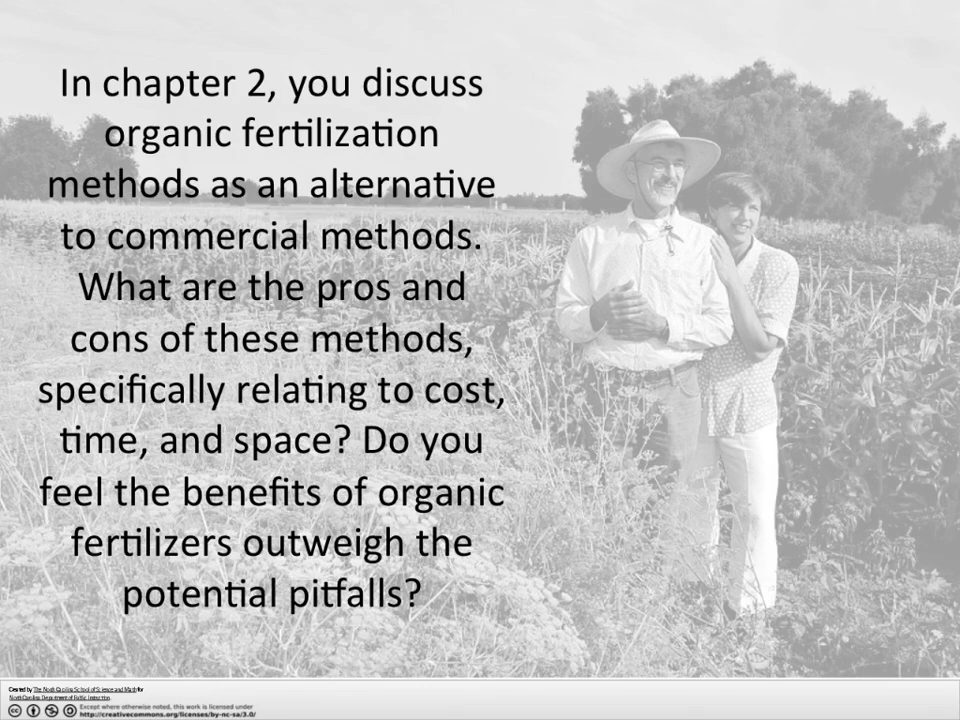 In chapter 2, you discuss
organic fertilization
methods as an alternative
to commercial methods.
What are the pros and
cons of these methods,
specifically relating to cost,
time, and space? Do you
feel the benefits of organic
fertilizers outweigh the
potential pitfalls?
Created by The North Carolina School of Science and Math for
North Carolina Department of Public Instruction.
Except where otherwise noted, this work is licensed under
http://creativecommons.org/licenses/by-nc-sa/3.0/